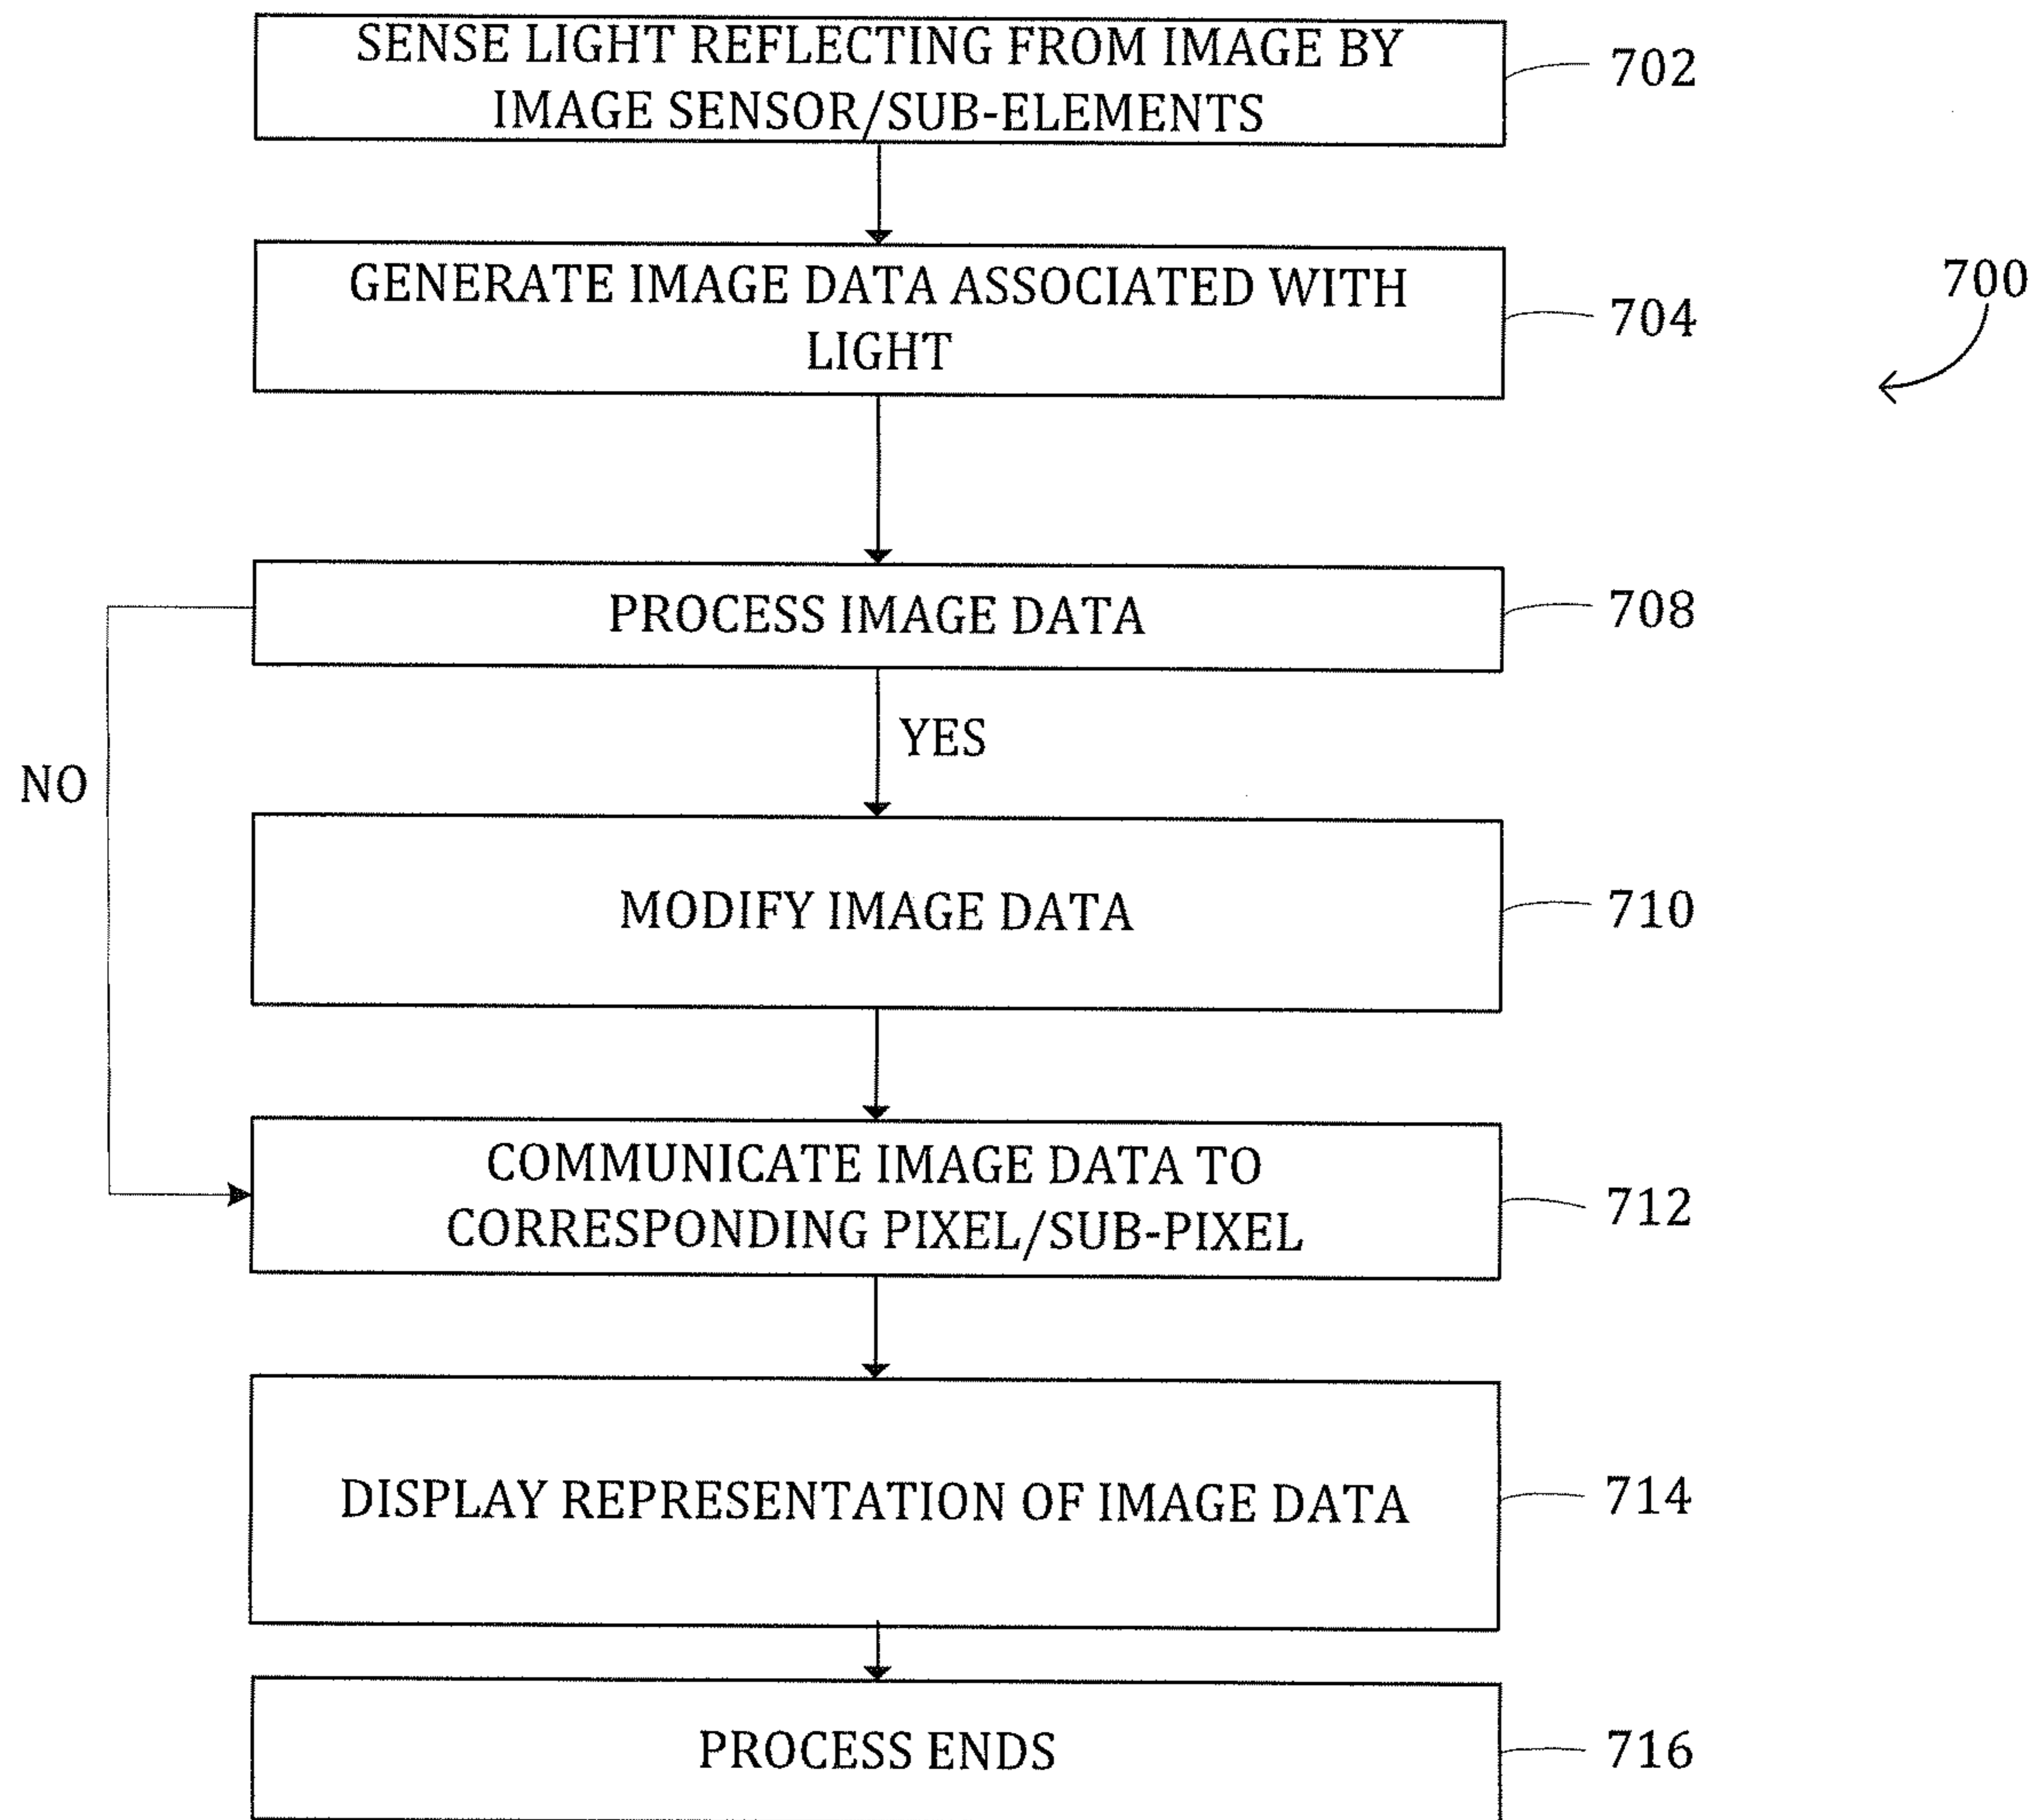 SENSE LIGHT REFLECTING FROM IMAGE BY
IMAGE SENSOR/SUB-ELEMENTS
702
GENERATE IMAGE DATA ASSOCIATED WITH
LIGHT
704
700
PROCESS IMAGE DATA
708
YES
NO
MODIFY IMAGE DATA
710
COMMUNICATE IMAGE DATA TO
CORRESPONDING PIXEL/SUB-PIXEL
712
DISPLAY REPRESENTATION OF IMAGE DATA
714
PROCESS ENDS
716